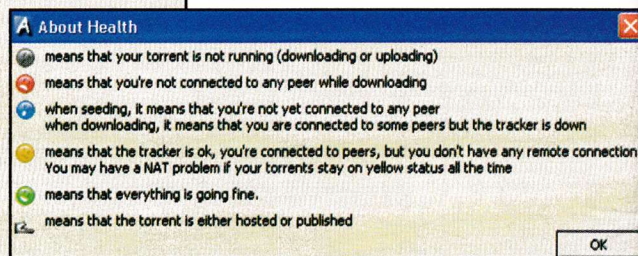 About Health
means that your torrent is not running (downloading or uploading)
means that you're not connected to any peer while downloading
when seeding, it means that you're not yet connected to any peer
when downloading, it means that you are connected to some peers but the tracker is down
means that the tracker is ok, you're connected to peers, but you don't have any remote connection
You may have a NAT problem if your torrents stay on yellow status all the time
means that everything is going fine.
means that the torrent is either hosted or published
OK